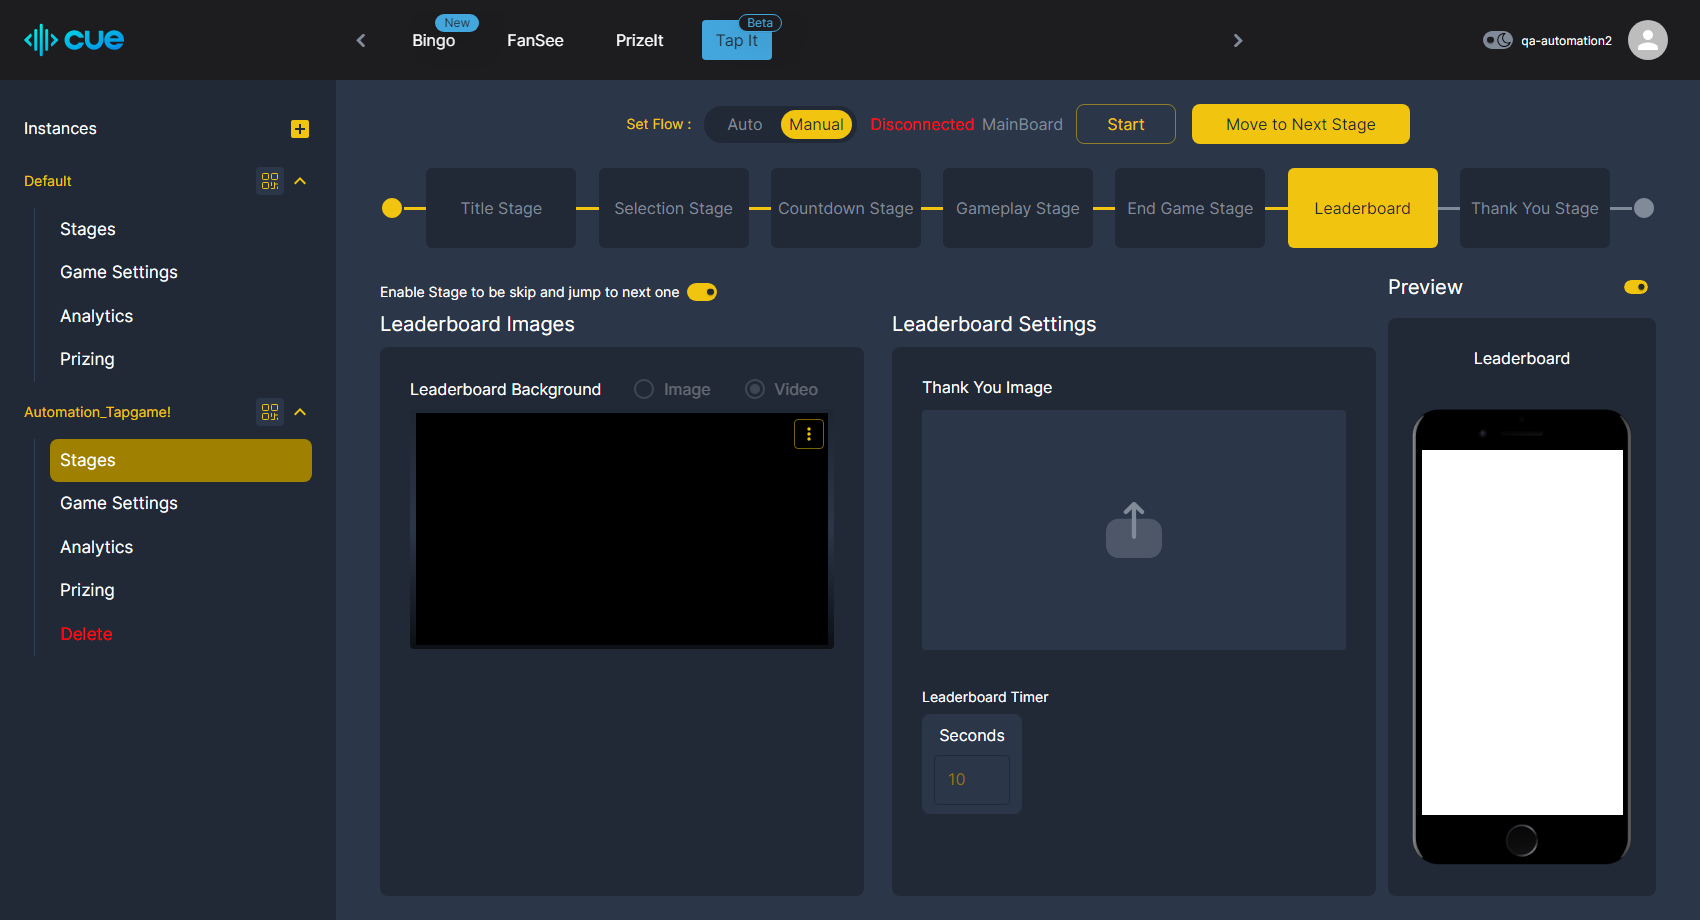 cue
New
Bingo
FanSee
PrizeIt
Beta
Tap It
qa-automation2
Instances
Default
Stages
Game Settings
Analytics
Prizing
Automation_Tapgame!
Stages
Game Settings
Analytics
Prizing
Delete
Set Flow :
Auto
Manual
Disconnected MainBoard
Start
Move to Next Stage
Title Stage
Selection Stage
Countdown Stage
Gameplay Stage
End Game Stage
Leaderboard
Thank You Stage
Enable Stage to be skip and jump to next one
Leaderboard Images
Leaderboard Background
Image
Video
Leaderboard Settings
Thank You Image
Leaderboard Timer
Seconds
10
Preview
Leaderboard